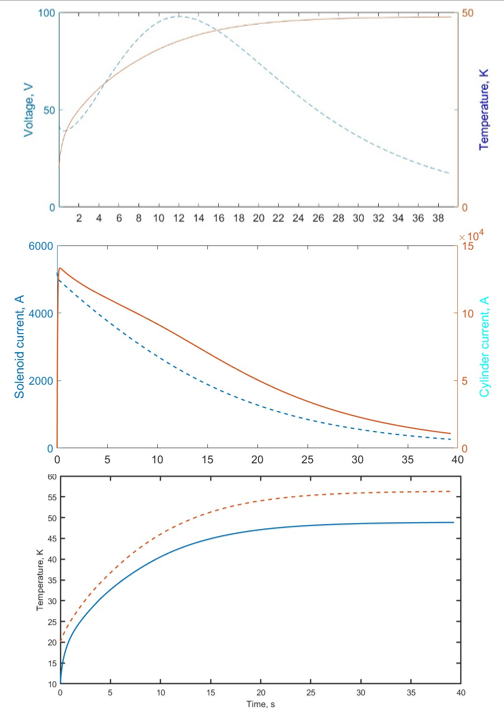 100
50
0
Voltage, V
50
0
Temperature, K
2 4 6 8 10 12 14 16 18 20 22 24 26 28 30 32 34 36 38
6000
4000
2000
0
Solenoid current, A
×10⁴
15
10
5
0
Cylinder current, A
0 5 10 15 20 25 30 35 40
60
55
50
45
40
35
30
25
20
15
10
Temperature, K
0 5 10 15 20 25 30 35 40
Time, s